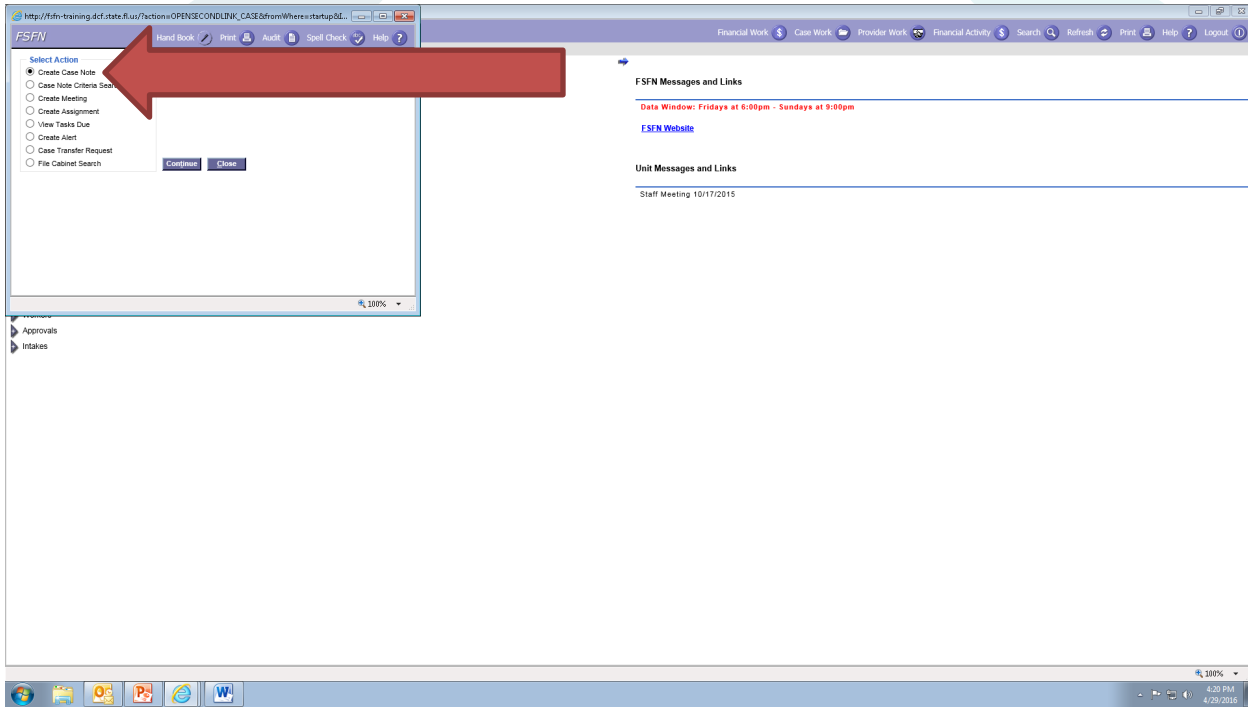 http://fsfn-training.dcf.state.fl.us/?action=OPENSECONDLINK_CASE&fromWhere=startup&I...
FSFN
Hand Book Print Audit Spell Check Help
Financial Work Case Work Provider Work Financial Activity Search Refresh Print Help Logout
Select Action
Create Case Note
Case Note Criteria Sear
Create Meeting
Create Assignment
View Tasks Due
Create Alert
Case Transfer Request
File Cabinet Search
Continue Close
100%
FSFN Messages and Links
Data Window: Fridays at 6:00pm - Sundays at 9:00pm
FSFN Website
Unit Messages and Links
Staff Meeting 10/17/2015
Approvals
Intakes
100%
4:20 PM
4/29/2016